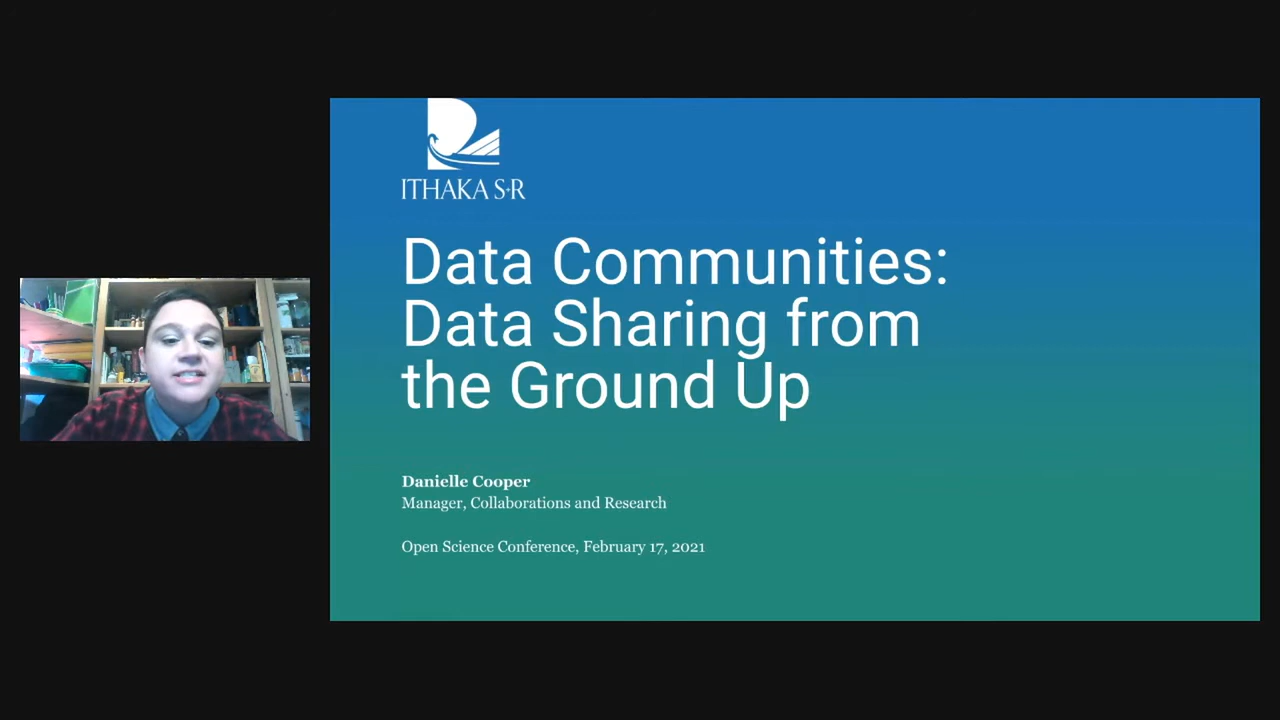 ITHAKA S+R
Data Communities:
Data Sharing from
the Ground Up
Danielle Cooper
Manager, Collaborations and Research
Open Science Conference, February 17, 2021